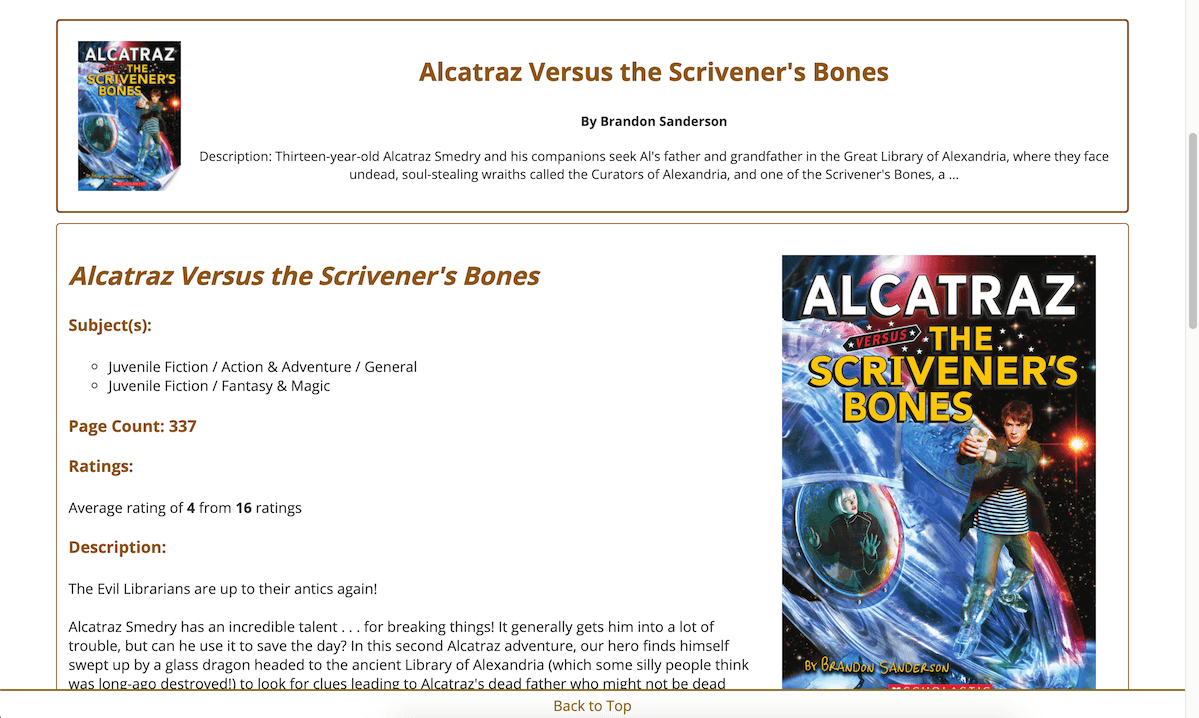 ALCATRAZ
THE
SCRIVENER'S
BONES
Alcatraz Versus the Scrivener's Bones
By Brandon Sanderson
Description: Thirteen-year-old Alcatraz Smedry and his companions seek Al's father and grandfather in the Great Library of Alexandria, where they face
undead, soul-stealing wraiths called the Curators of Alexandria, and one of the Scrivener's Bones, a ...
Alcatraz Versus the Scrivener's Bones
Subject(s):
Juvenile Fiction / Action & Adventure / General
Juvenile Fiction / Fantasy & Magic
Page Count: 337
Ratings:
Average rating of 4 from 16 ratings
Description:
The Evil Librarians are up to their antics again!
Alcatraz Smedry has an incredible talent . . . for breaking things! It generally gets him into a lot of
trouble, but can he use it to save the day? In this second Alcatraz adventure, our hero finds himself
swept up by a glass dragon headed to the ancient Library of Alexandria (which some silly people think
was long-ago destroyed!) to look for clues leading to Alcatraz's dead father who might not be dead
ALCATRAZ
VERSUS
THE
SCRIVENER'S
BONES
BY BRANDON SANDERSON
SCHOLASTIC
Back to Top